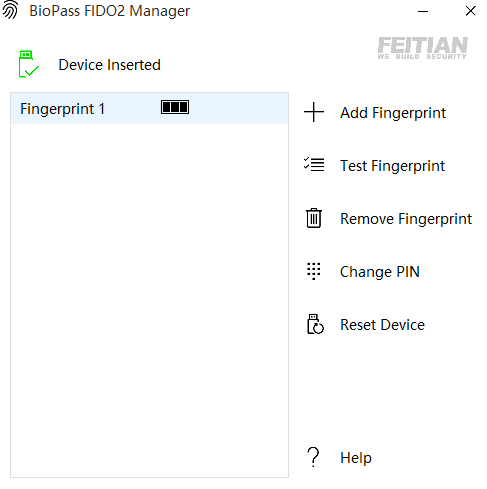 BioPass FIDO2 Manager
FEITIAN
WE BUILD SECURITY
Device Inserted
Fingerprint 1
Add Fingerprint
Test Fingerprint
Remove Fingerprint
Change PIN
Reset Device
Help